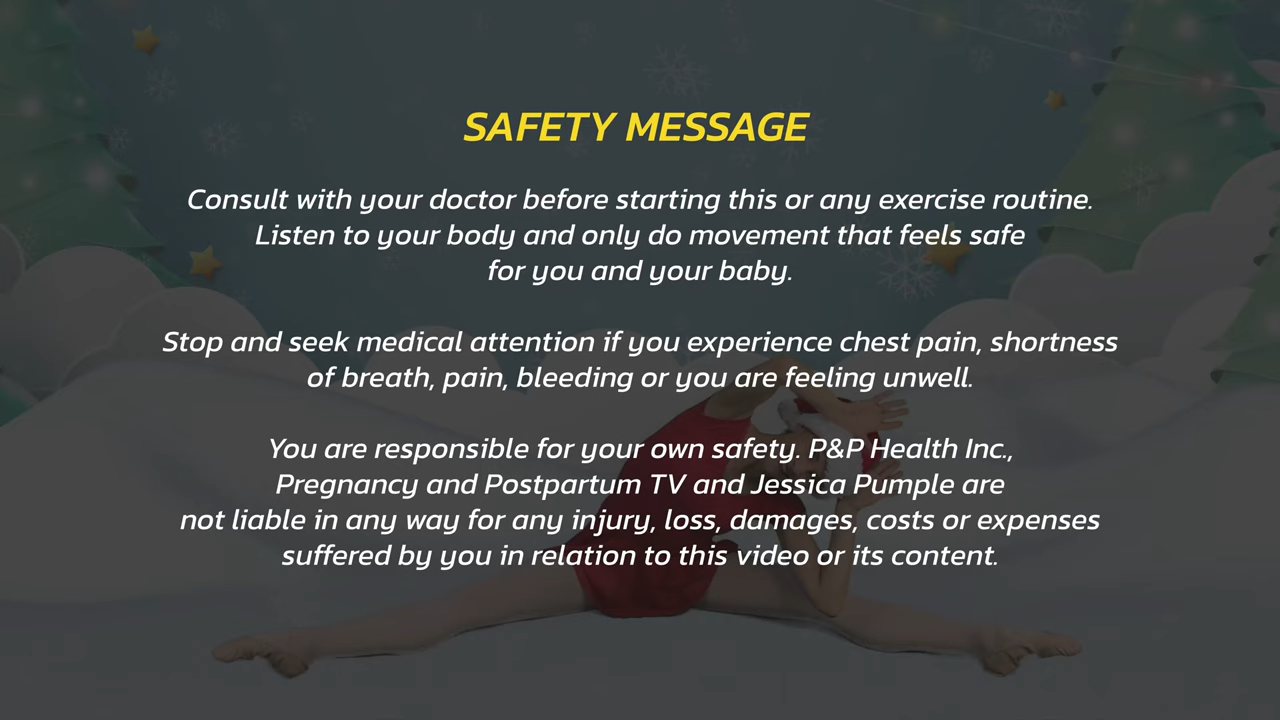 SAFETY MESSAGE
Consult with your doctor before starting this or any exercise routine.
Listen to your body and only do movement that feels safe
for you and your baby.
Stop and seek medical attention if you experience chest pain, shortness
of breath, pain, bleeding or you are feeling unwell.
You are responsible for your own safety. P&P Health Inc.,
Pregnancy and Postpartum TV and Jessica Pumple are
not liable in any way for any injury, loss, damages, costs or expenses
suffered by you in relation to this video or its content.